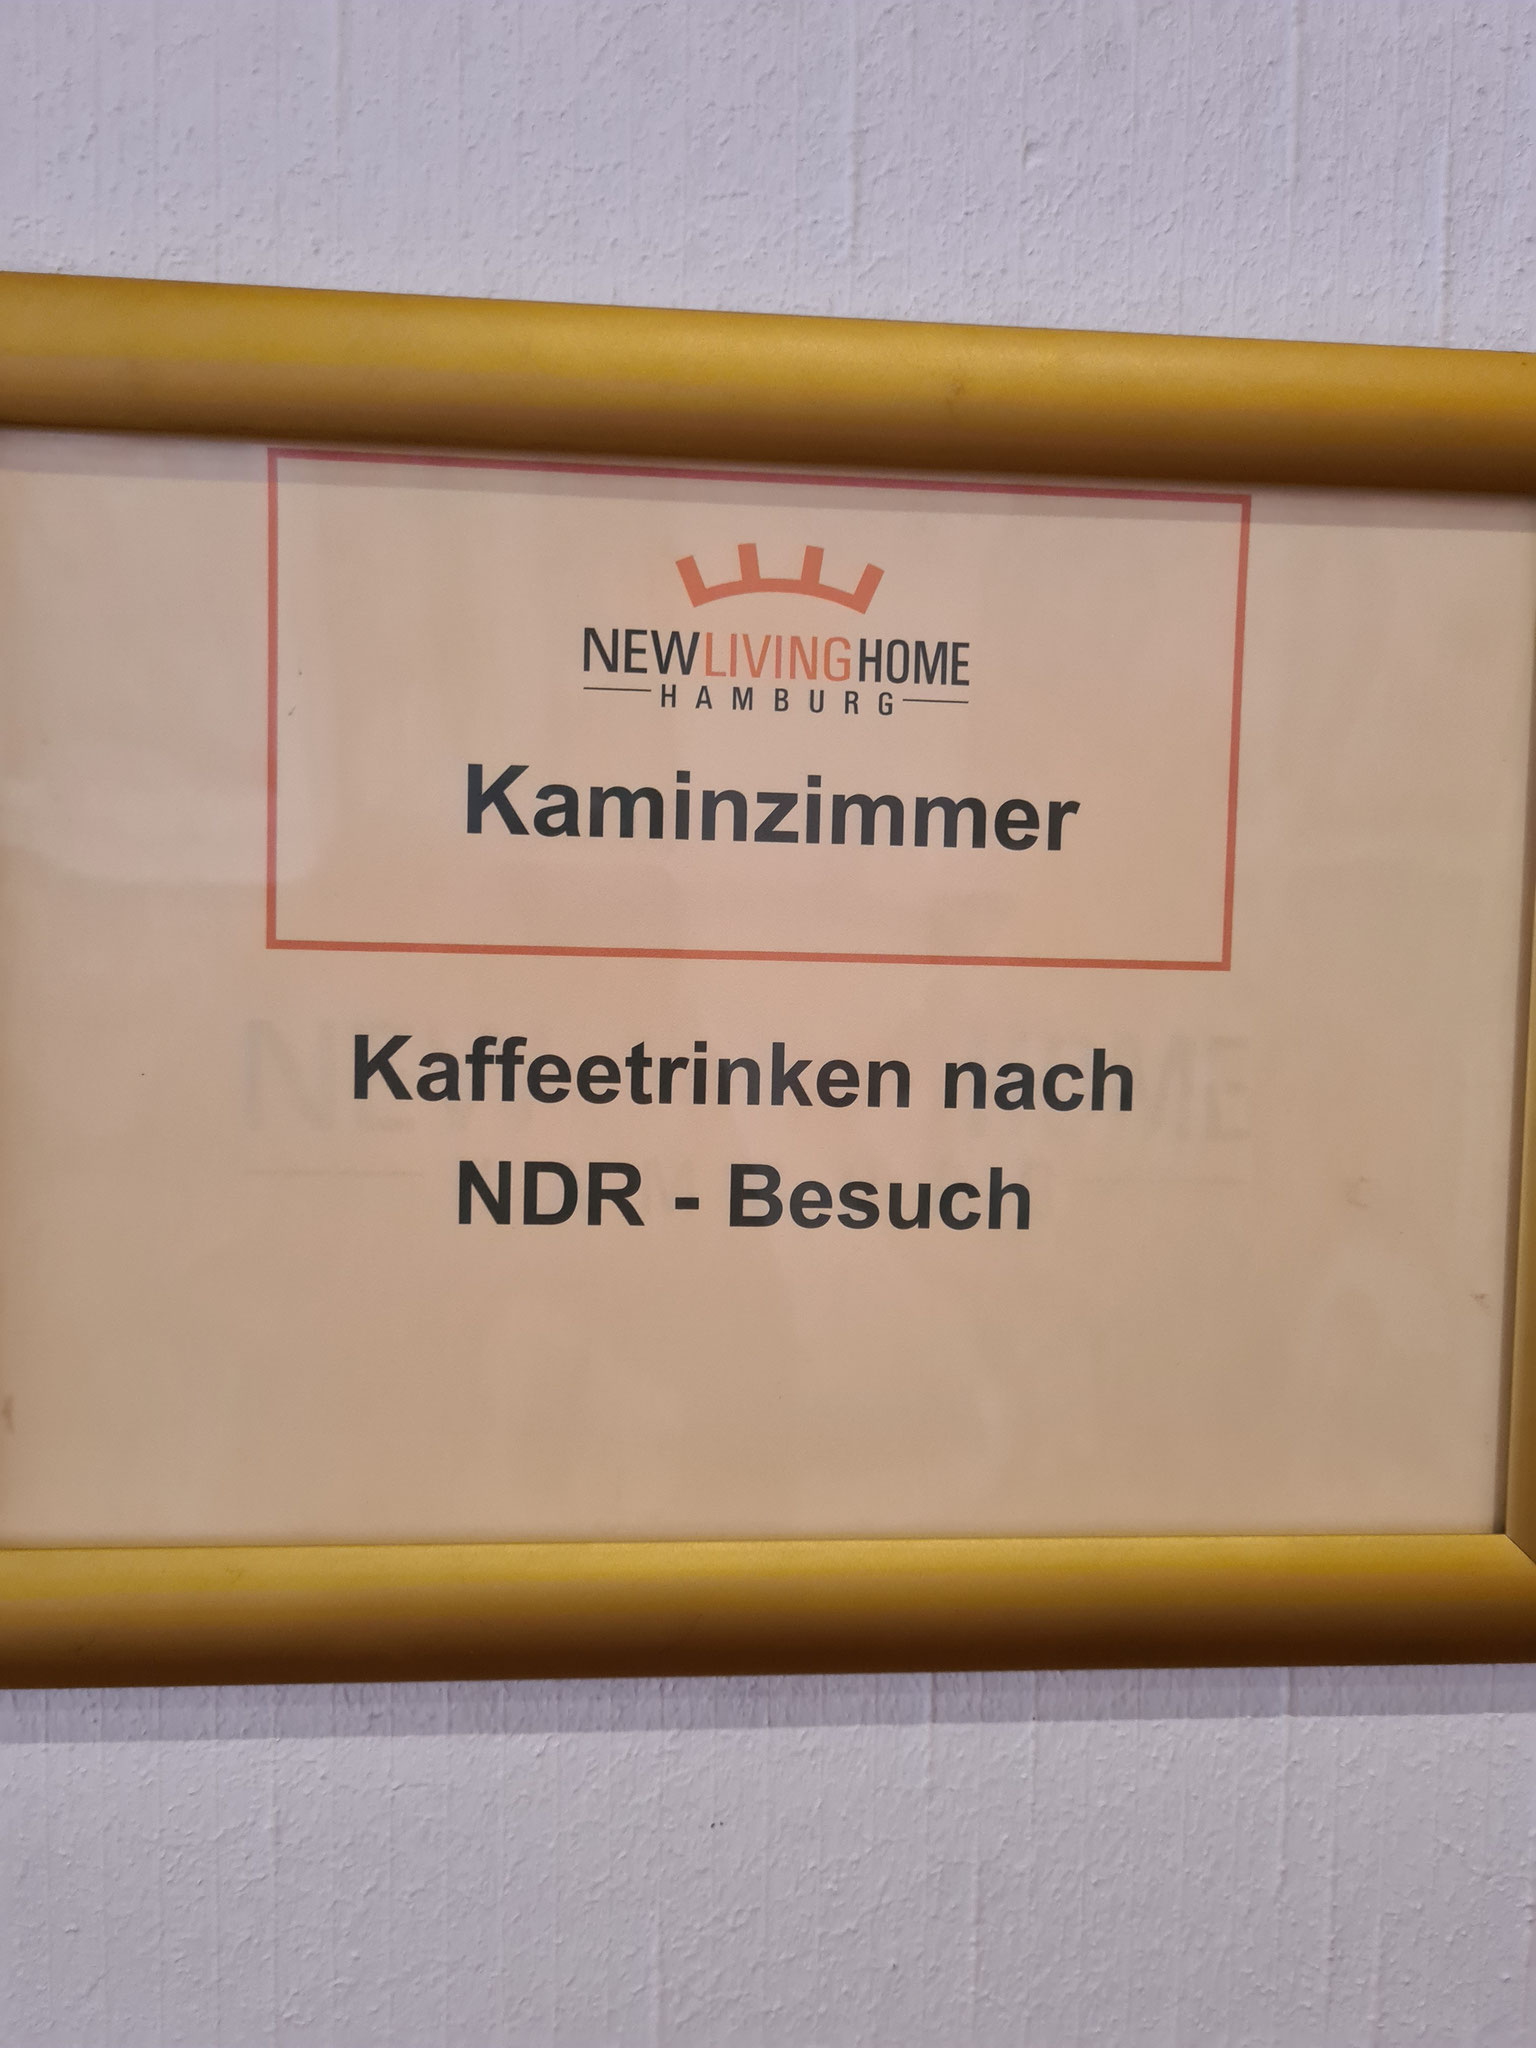 NEWLIVINGHOME
HAMBURG
Kaminzimmer
Kaffeetrinken nach
NDR - Besuch